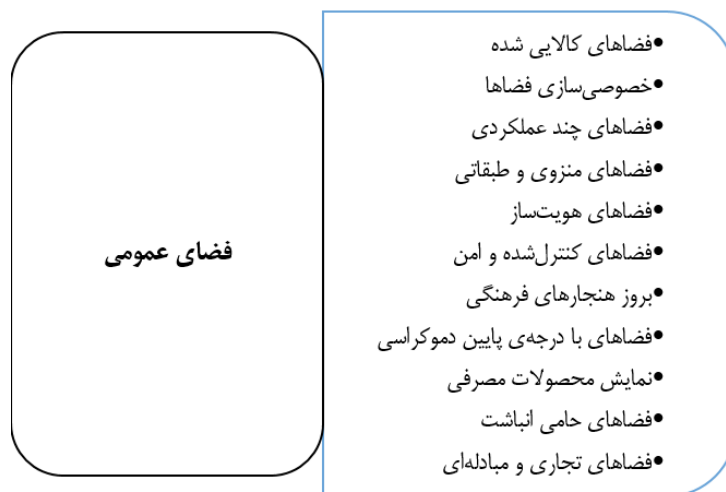 •فضاهای کالایی شده
•خصوصی‌سازی فضاها
•فضاهای چند عملکردی
•فضاهای منزوی و طبقاتی
•فضاهای هویت‌ساز
•فضاهای کنترل‌شده و امن
•بروز هنجارهای فرهنگی
•فضاهای با درجه‌ی پایین دموکراسی
•نمایش محصولات مصرفی
•فضاهای حامی انباشت
•فضاهای تجاری و مبادله‌ای
فضای عمومی